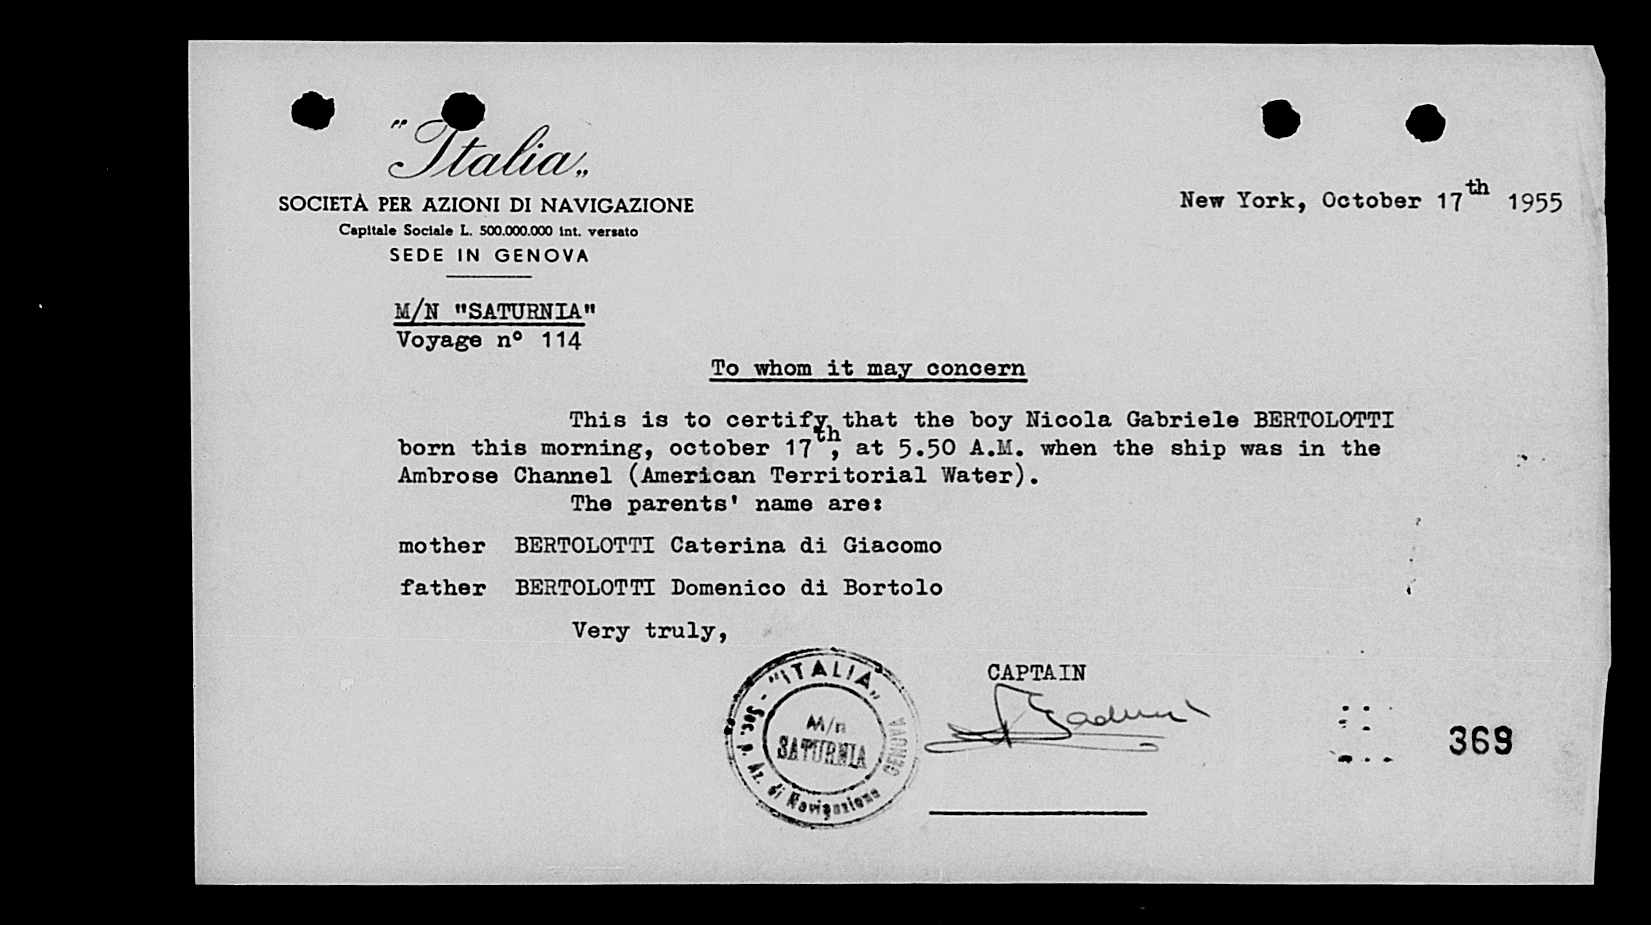 "Italia„
SOCIETÀ PER AZIONI DI NAVIGAZIONE
Capitale Sociale L. 500.000.000 int. versato
SEDE IN GENOVA
New York, October 17th 1955
M/N "SATURNIA"
Voyage n° 114
To whom it may concern
This is to certify that the boy Nicola Gabriele BERTOLOTTI
born this morning, october 17th, at 5.50 A.M. when the ship was in the
Ambrose Channel (American Territorial Water).
The parents' name are:
mother BERTOLOTTI Caterina di Giacomo
father BERTOLOTTI Domenico di Bortolo
Very truly,
CAPTAIN
"ITALIA„
Soc. p. Az. di Navigazione
GENOVA
M/n
SATURNIA
369